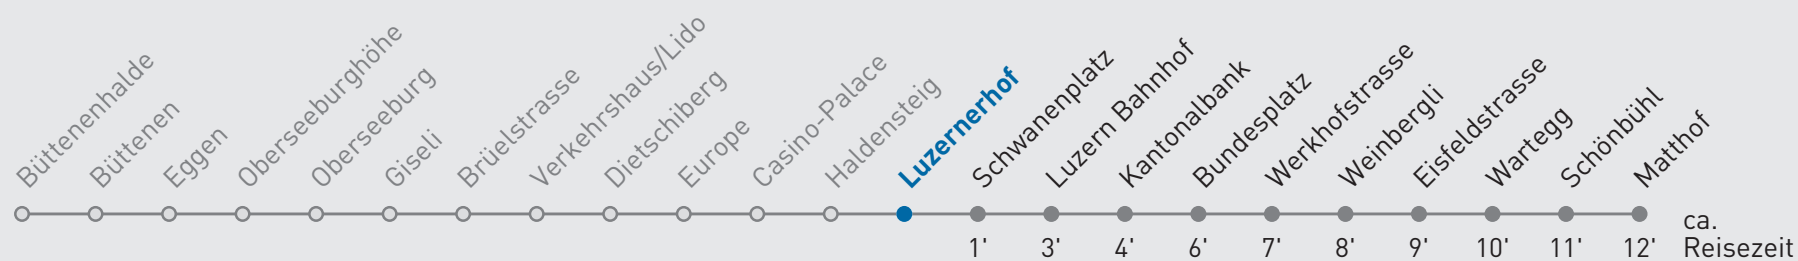 Büttenenhalde
Büttenen
Eggen
Oberseeburghöhe
Oberseeburg
Giseli
Brüelstrasse
Verkehrshaus/Lido
Dietschiberg
Europe
Casino-Palace
Haldensteig
Luzernerhof
Schwanenplatz
Luzern Bahnhof
Kantonalbank
Bundesplatz
Werkhofstrasse
Weinbergli
Eisfeldstrasse
Wartegg
Schönbühl
Matthof
ca.
1' 3' 4' 6' 7' 8' 9' 10' 11' 12' Reisezeit